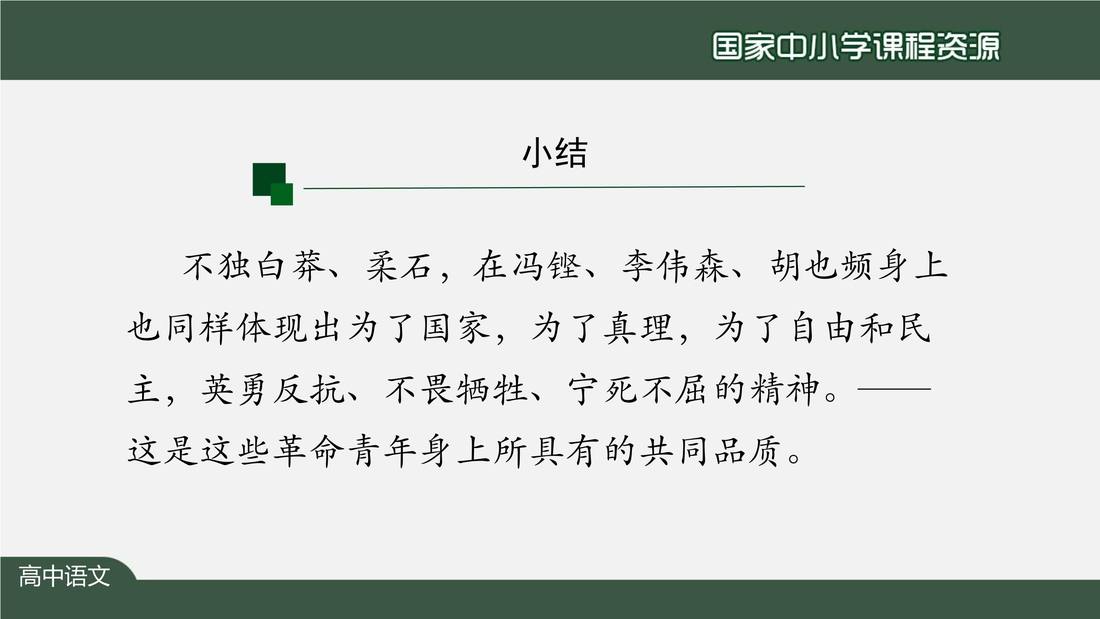 国家中小学课程资源
小结
不独白莽、柔石，在冯铿、李伟森、胡也频身上
也同样体现出为了国家，为了真理，为了自由和民
主，英勇反抗、不畏牺牲、宁死不屈的精神。——
这是这些革命青年身上所具有的共同品质。
高中语文